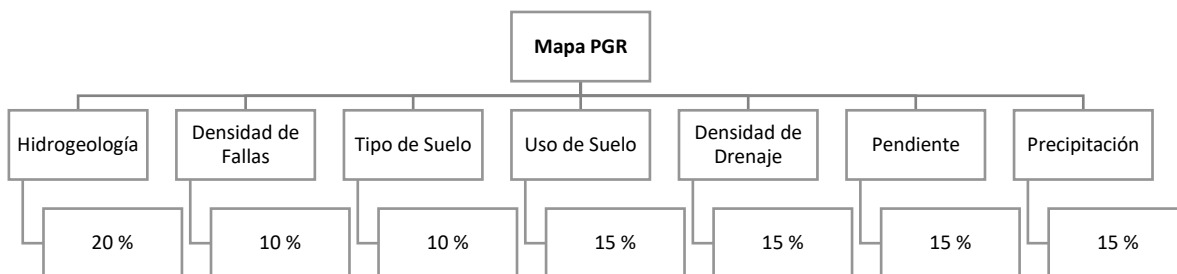 Mapa PGR
Hidrogeología
Densidad de
Fallas
Tipo de Suelo
Uso de Suelo
Densidad de
Drenaje
Pendiente
Precipitación
20 %
10 %
10 %
15 %
15 %
15 %
15 %